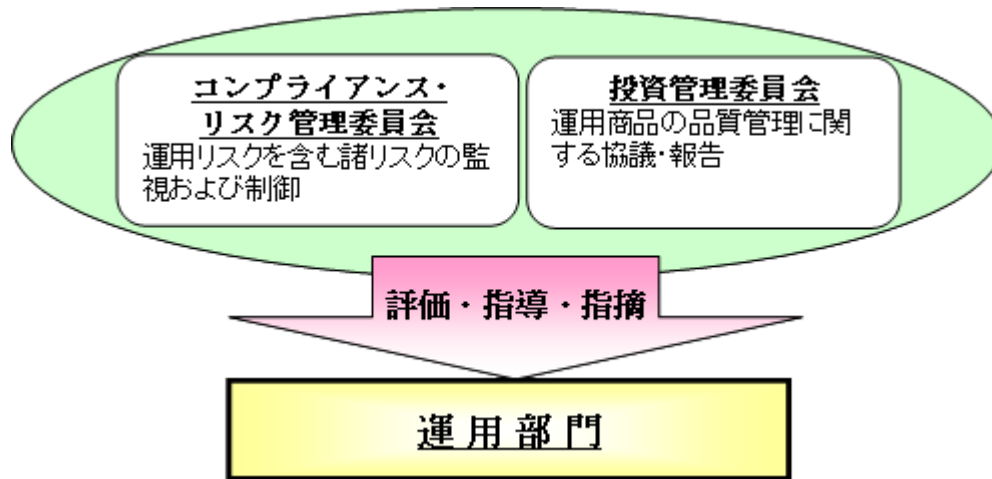 コンプライアンス・
リスク管理委員会
運用リスクを含む諸リスクの監
視および制御
投資管理委員会
運用商品の品質管理に関
する協議・報告
評価・指導・指摘
運用部門